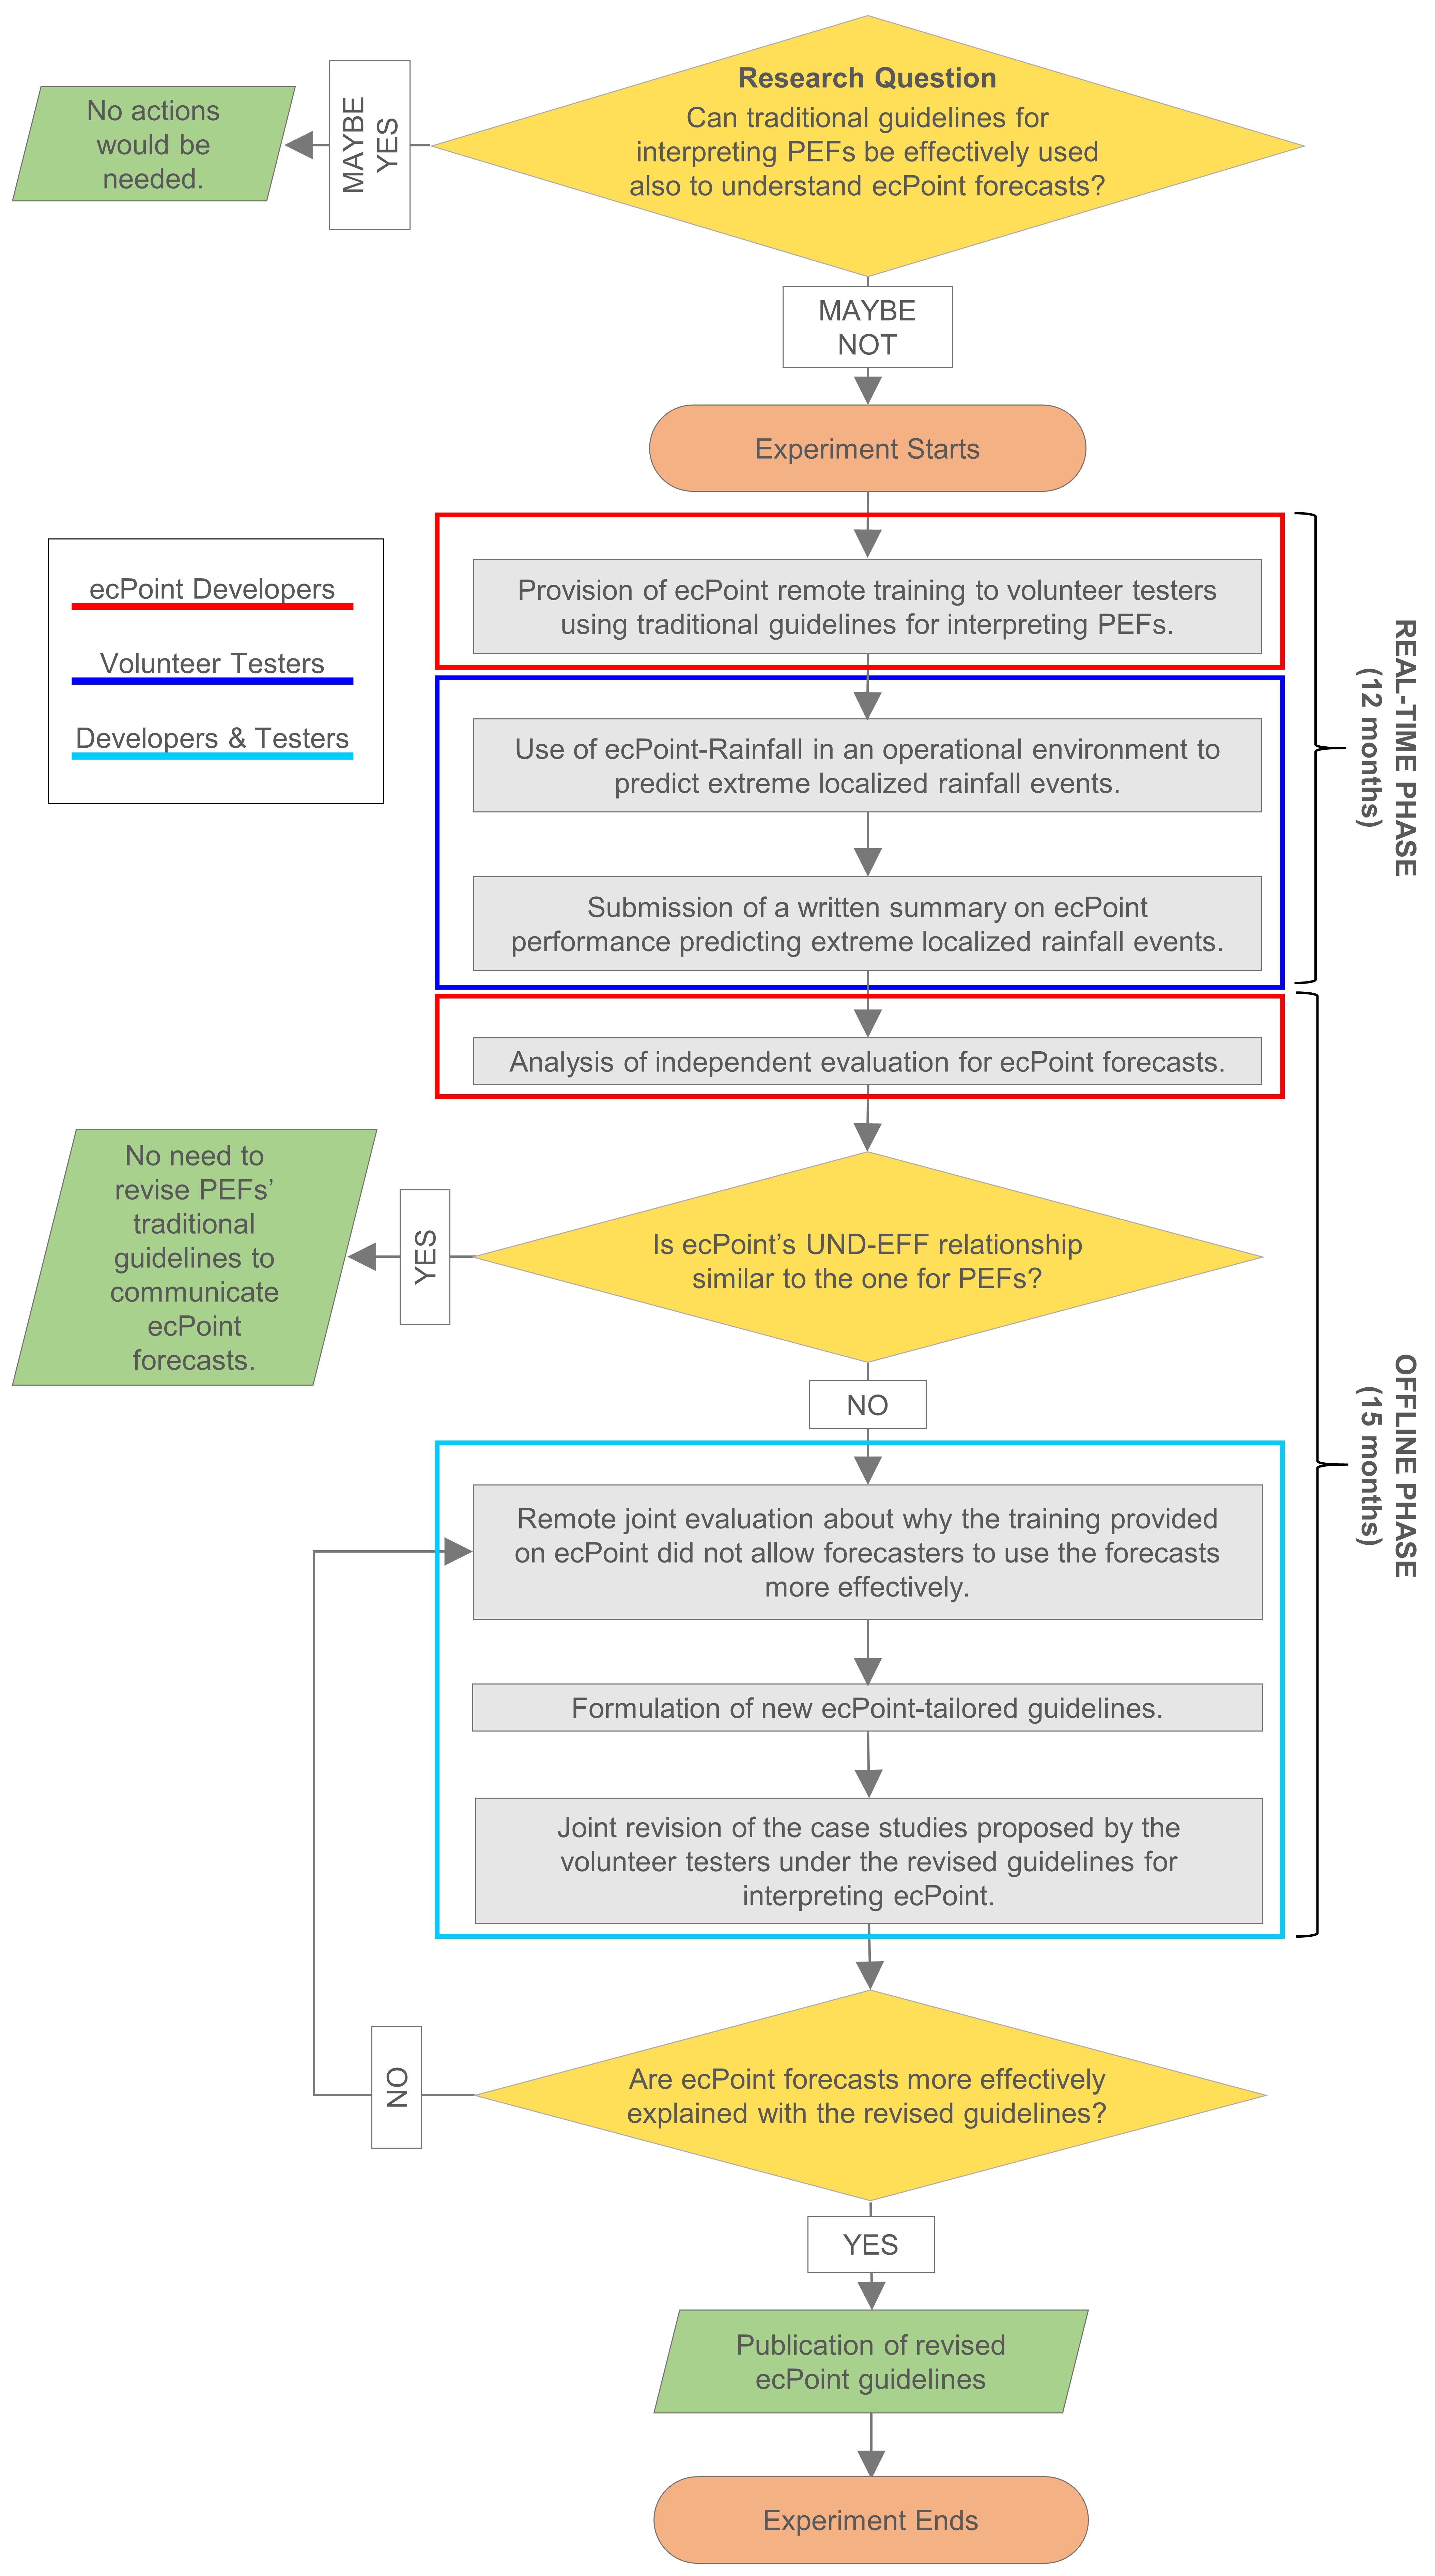 Research Question
Can traditional guidelines for
interpreting PEFs be effectively used
also to understand ecPoint forecasts?
MAYBE
YES
No actions
would be
needed.
MAYBE
NOT
Experiment Starts
ecPoint Developers
Volunteer Testers
Developers & Testers
Provision of ecPoint remote training to volunteer testers
using traditional guidelines for interpreting PEFs.
Use of ecPoint-Rainfall in an operational environment to
predict extreme localized rainfall events.
Submission of a written summary on ecPoint
performance predicting extreme localized rainfall events.
REAL-TIME PHASE
(12 months)
Analysis of independent evaluation for ecPoint forecasts.
Is ecPoint’s UND-EFF relationship
similar to the one for PEFs?
YES
No need to
revise PEFs’
traditional
guidelines to
communicate
ecPoint
forecasts.
NO
Remote joint evaluation about why the training provided
on ecPoint did not allow forecasters to use the forecasts
more effectively.
Formulation of new ecPoint-tailored guidelines.
Joint revision of the case studies proposed by the
volunteer testers under the revised guidelines for
interpreting ecPoint.
OFFLINE PHASE
(15 months)
Are ecPoint forecasts more effectively
explained with the revised guidelines?
NO
YES
Publication of revised
ecPoint guidelines
Experiment Ends